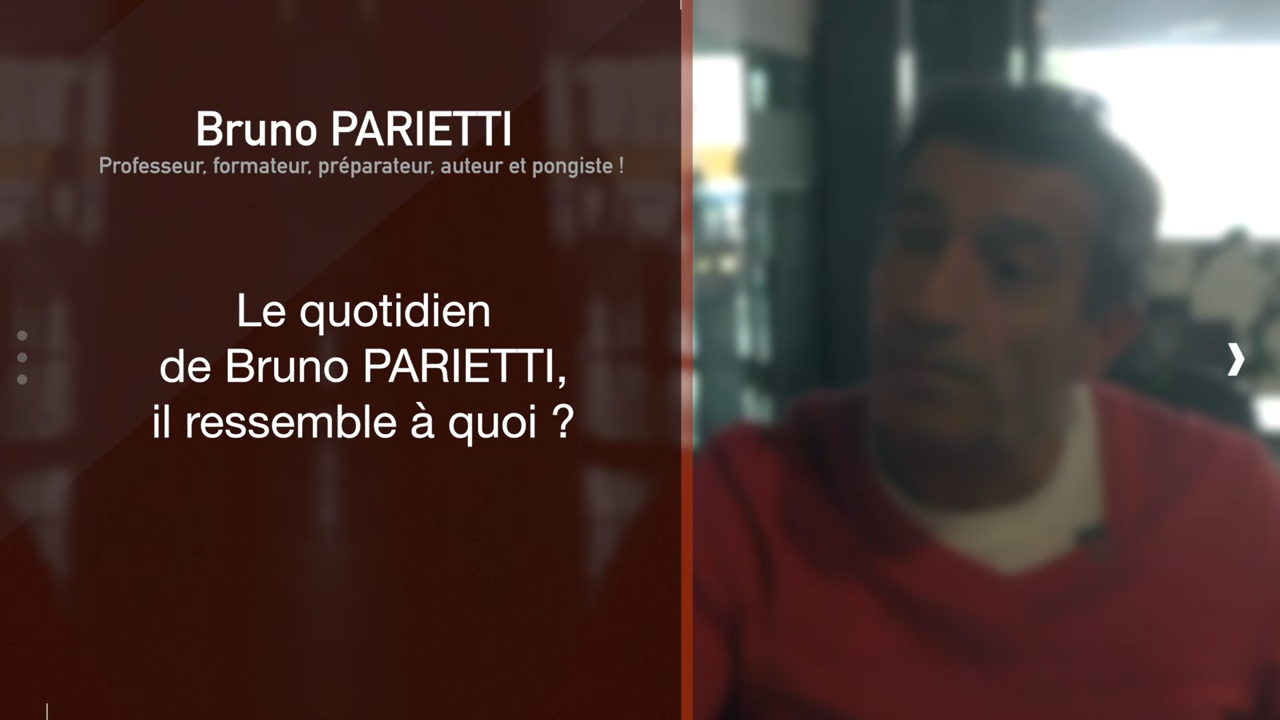 Bruno PARIETTI
Professeur, formateur, préparateur, auteur et pongiste !
Le quotidien
de Bruno PARIETTI,
il ressemble à quoi ?